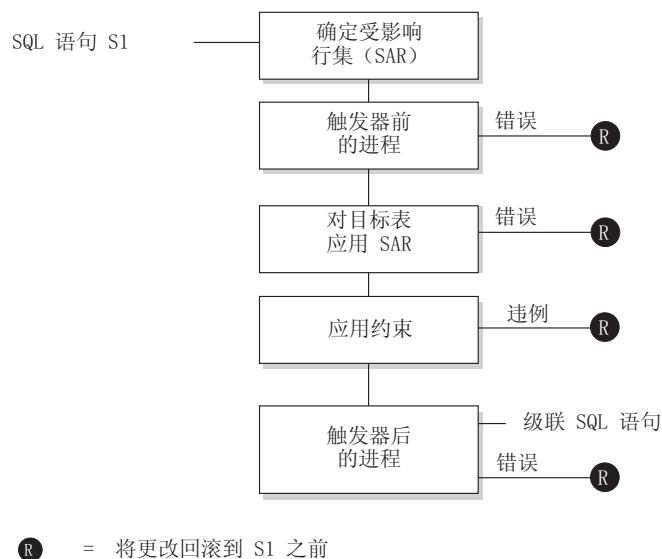 SQL 语句 S1
确定受影响
行集（SAR）
触发器前
的进程
错误
R
对目标表
应用 SAR
错误
R
应用约束
违例
R
触发器后
的进程
级联 SQL 语句
错误
R
R = 将更改回滚到 S1 之前